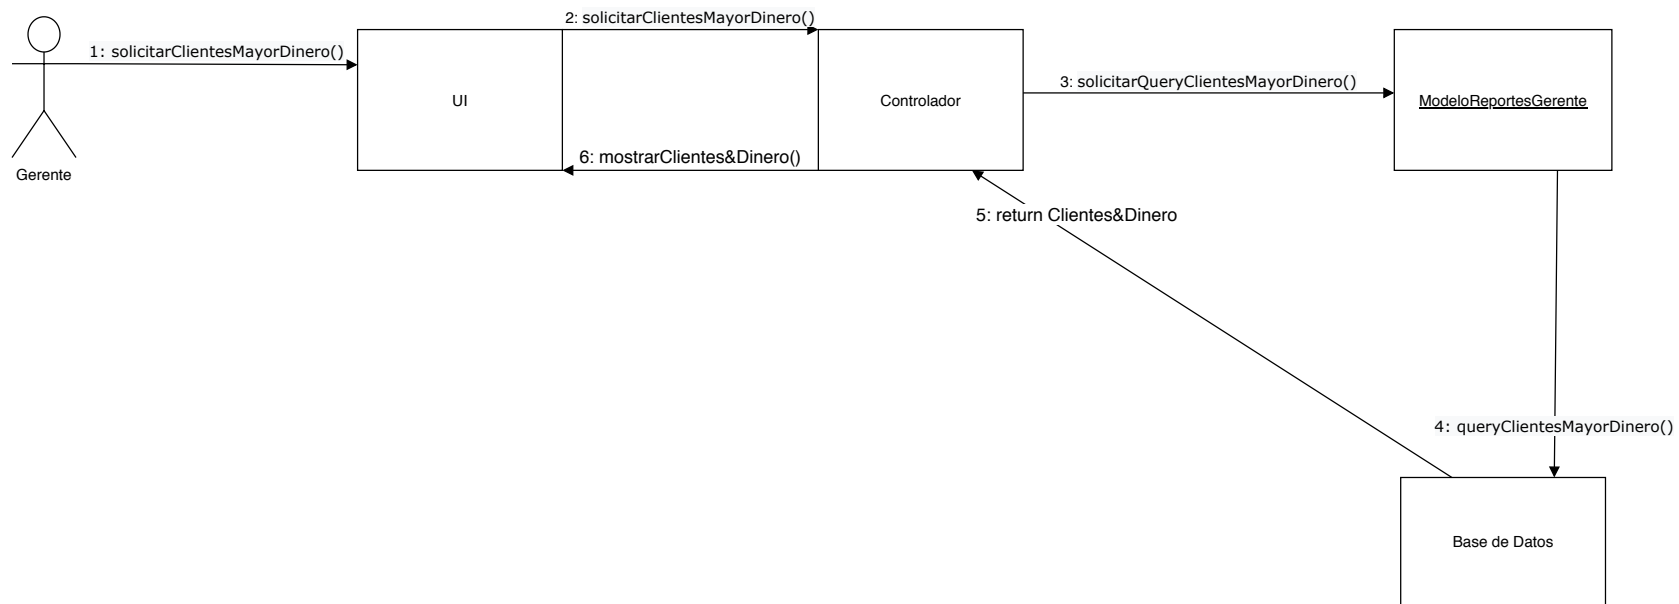 2: solicitarClientesMayorDinero()
1: solicitarClientesMayorDinero()
3: solicitarQueryClientesMayorDinero()
UI
Controlador
ModeloReportesGerente
6: mostrarClientes&Dinero()
Gerente
5: return Clientes&Dinero
4: queryClientesMayorDinero()
Base de Datos